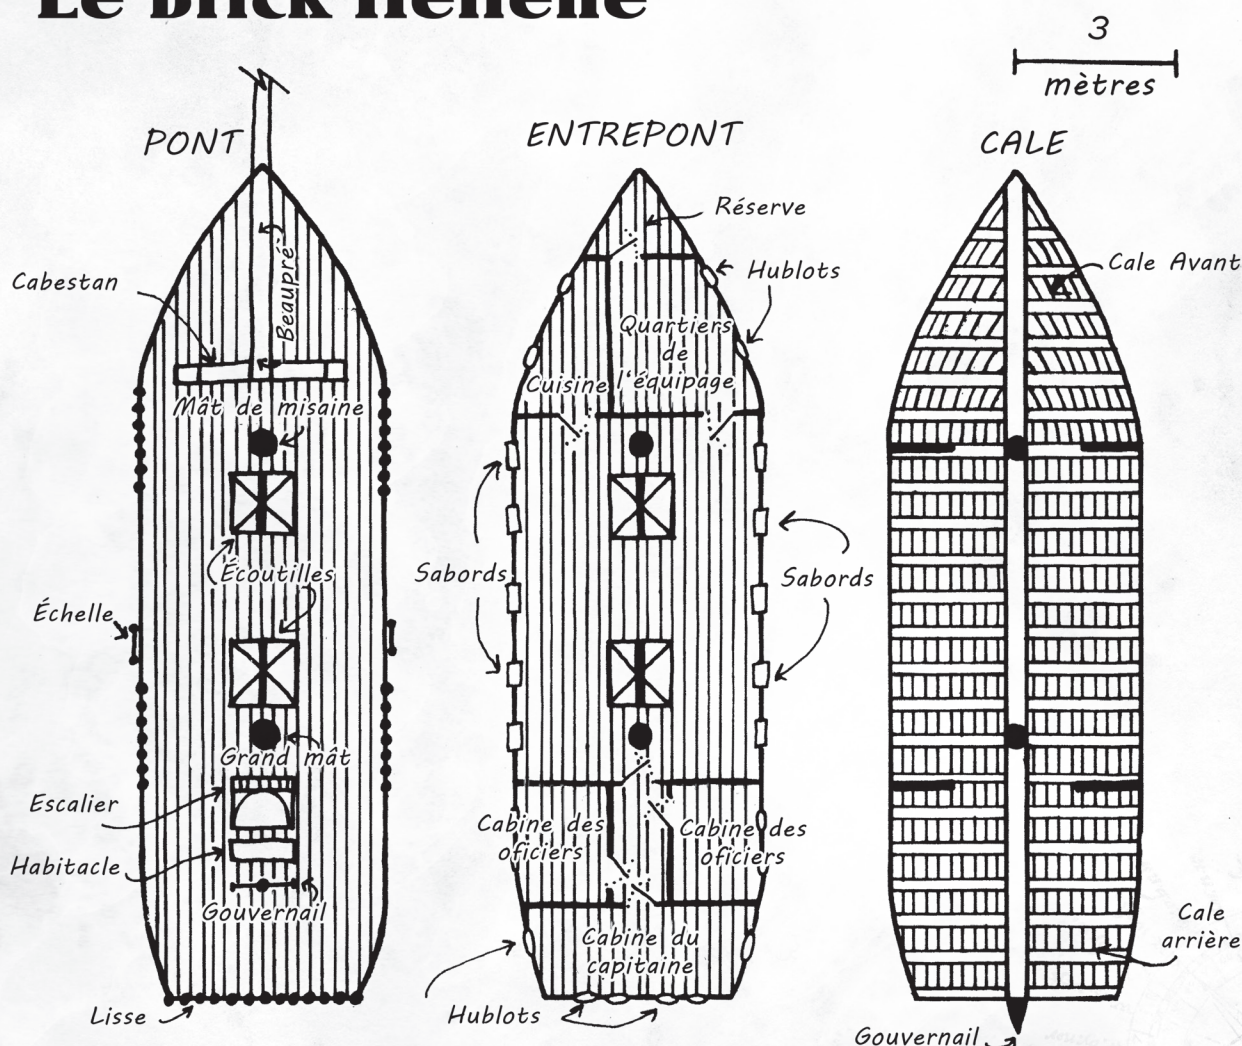 Le Brick
3
mètres
PONT
ENTREPONT
CALE
Réserve
Cabestan
Beaupré
Hublots
Cale Avant
Quartiers
de
l'équipage
Cuisine
Mât de misaine
Écoutilles
Sabords
Sabords
Échelle
Grand mât
Escalier
Habitacle
Cabine des
oficiers
Cabine des
oficiers
Gouvernail
Cabine du
capitaine
Cale
arrière
Lisse
Hublots
Gouvernail